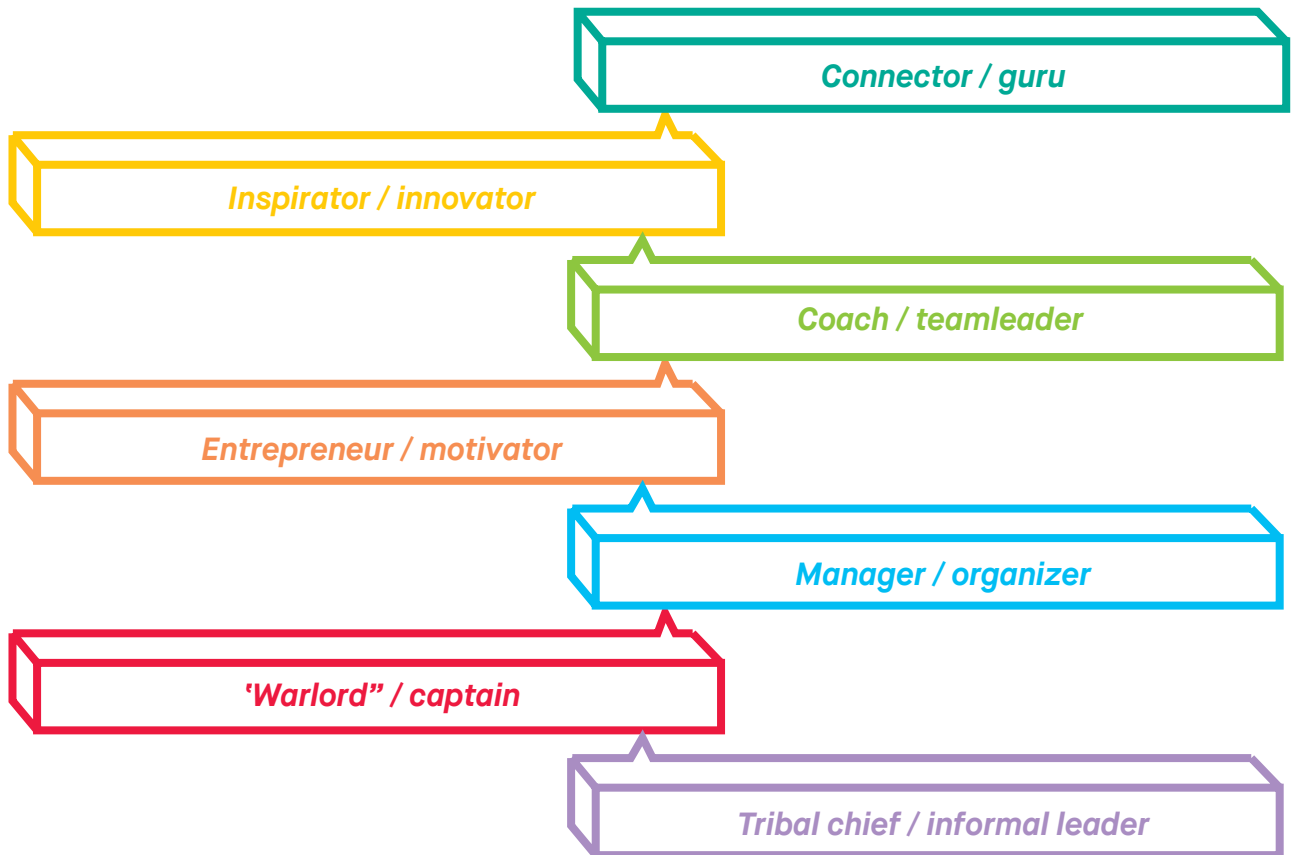 Connector / guru
Inspirator / innovator
Coach / teamleader
Entrepreneur / motivator
Manager / organizer
‘Warlord” / captain
Tribal chief / informal leader